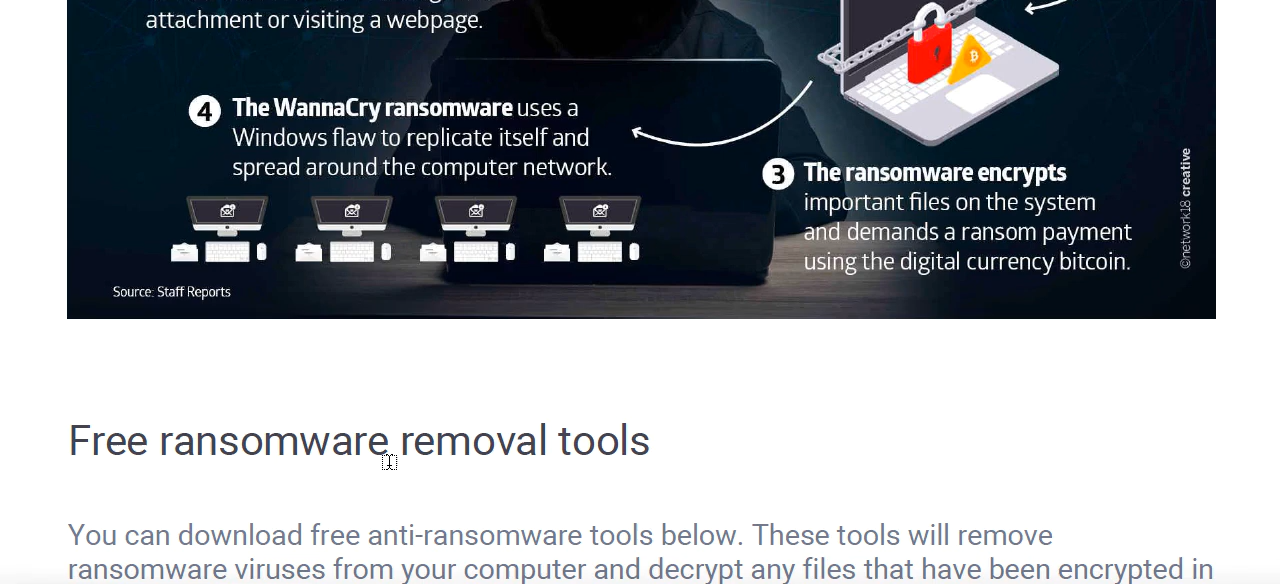 attachment or visiting a webpage.
4 The WannaCry ransomware uses a
Windows flaw to replicate itself and
spread around the computer network.
3 The ransomware encrypts
important files on the system
and demands a ransom payment
using the digital currency bitcoin.
Source: Staff Reports
©network18 creative
Free ransomware removal tools
You can download free anti-ransomware tools below. These tools will remove
ransomware viruses from your computer and decrypt any files that have been encrypted in